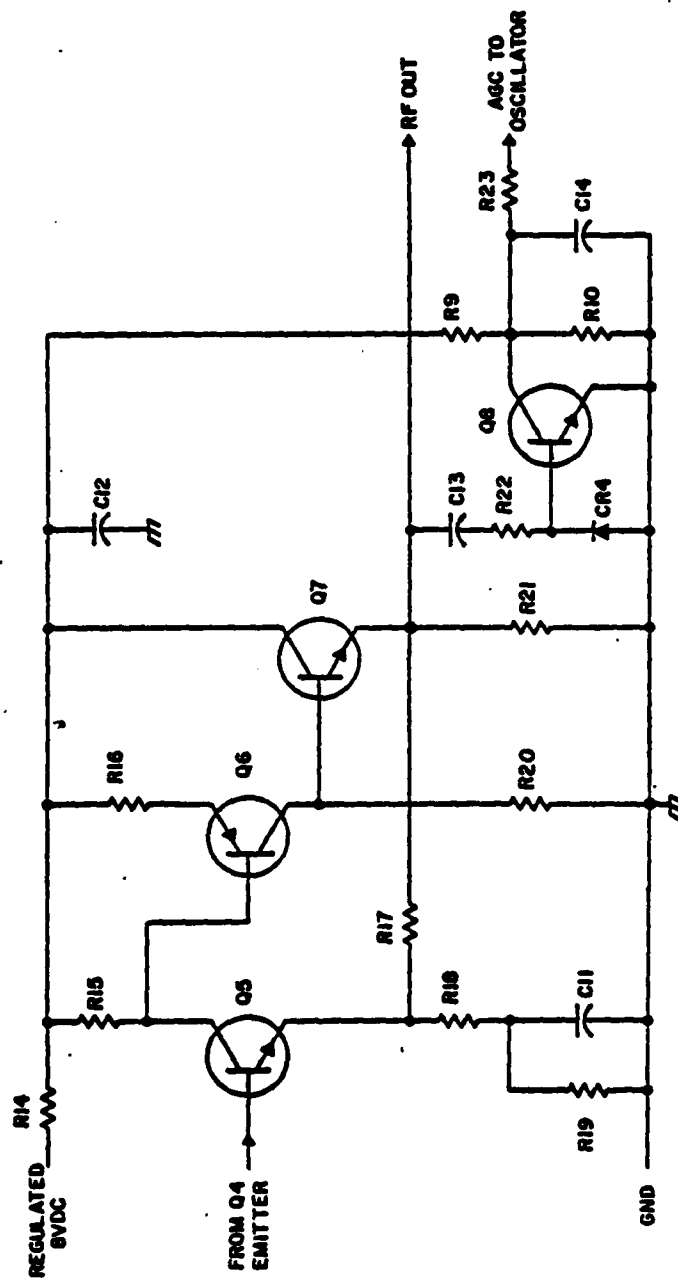 R14
REGULATED
8VDC
R15
R16
C12
Q5
Q6
Q7
FROM Q4
EMITTER
R17
RF OUT
R18
C13
R9
Q8
R22
R23
AGC TO
OSCILLATOR
R19
C11
R20
R21
CR4
R10
C14
GND